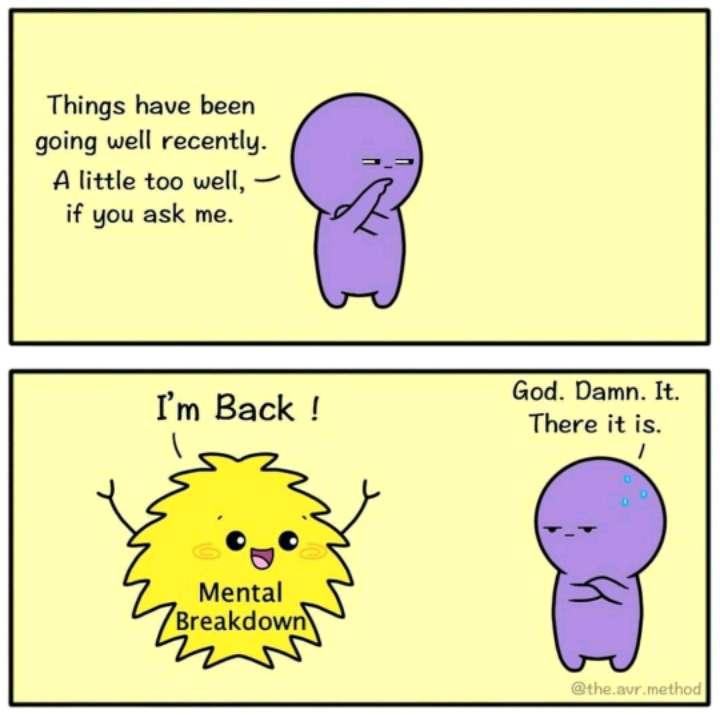 Things have been
going well recently.
A little too well,
if you ask me.
I'm Back !
God. Damn. It.
There it is.
Mental
Breakdown
@the.avr.method